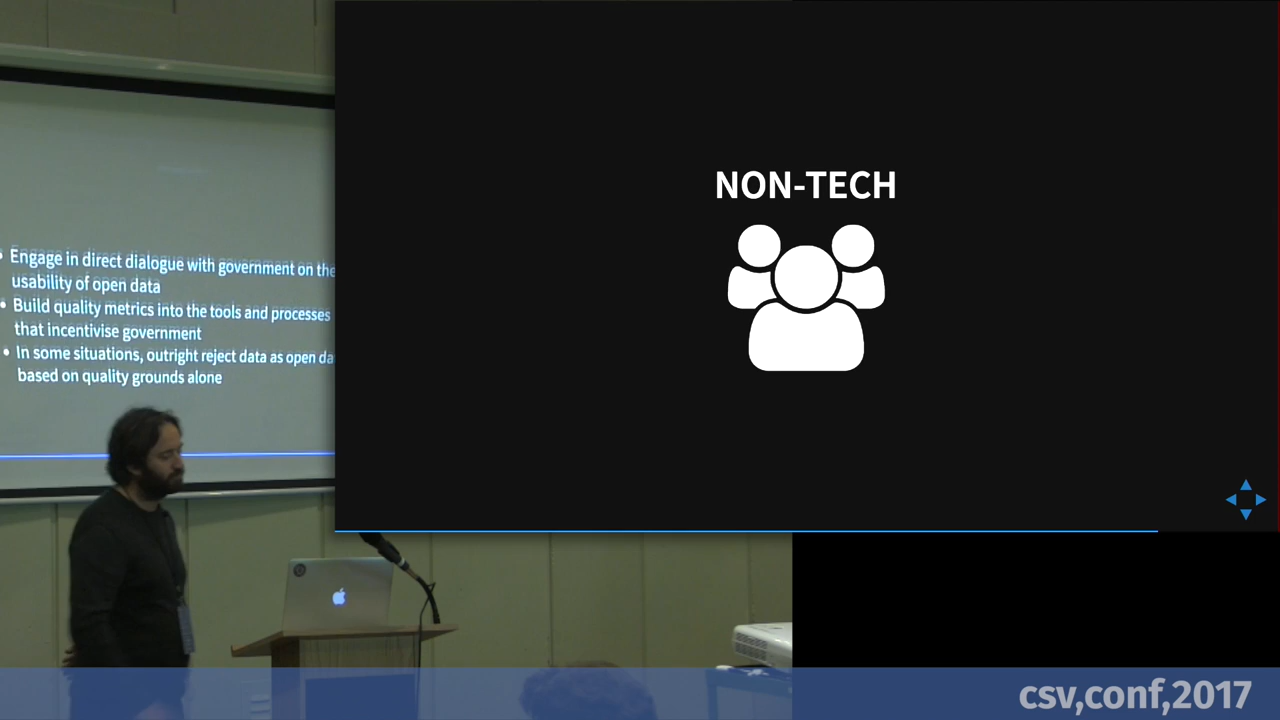 NON-TECH
• Engage in direct dialogue with government on the
usability of open data
• Build quality metrics into the tools and processes
that incentivise government
• In some situations, outright reject data as open da
based on quality grounds alone
csv,conf,2017